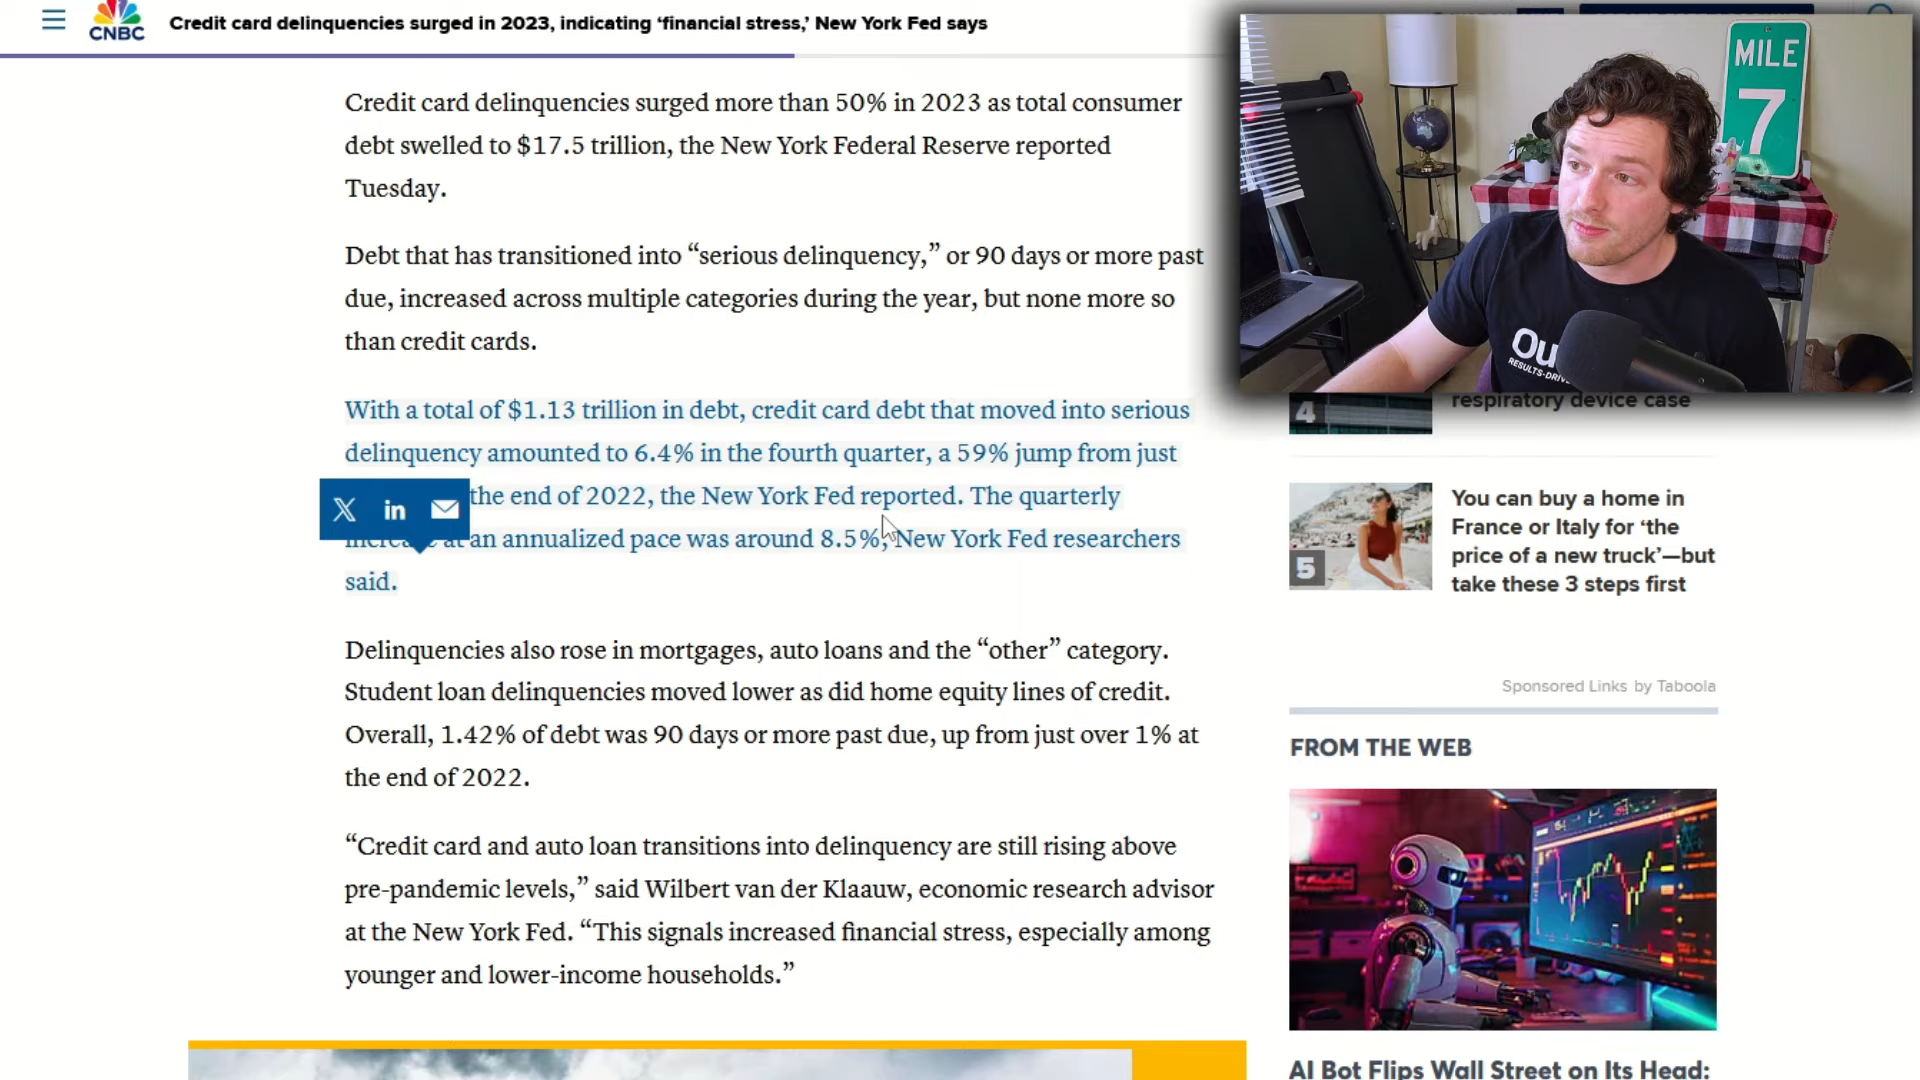 CNBC
Credit card delinquencies surged in 2023, indicating ‘financial stress,’ New York Fed says
Credit card delinquencies surged more than 50% in 2023 as total consumer
debt swelled to $17.5 trillion, the New York Federal Reserve reported
Tuesday.
Debt that has transitioned into “serious delinquency,” or 90 days or more past
due, increased across multiple categories during the year, but none more so
than credit cards.
With a total of $1.13 trillion in debt, credit card debt that moved into serious
delinquency amounted to 6.4% in the fourth quarter, a 59% jump from just
the end of 2022, the New York Fed reported. The quarterly
at an annualized pace was around 8.5%, New York Fed researchers
said.
X in
Delinquencies also rose in mortgages, auto loans and the “other” category.
Student loan delinquencies moved lower as did home equity lines of credit.
Overall, 1.42% of debt was 90 days or more past due, up from just over 1% at
the end of 2022.
“Credit card and auto loan transitions into delinquency are still rising above
pre-pandemic levels,” said Wilbert van der Klaauw, economic research advisor
at the New York Fed. “This signals increased financial stress, especially among
younger and lower-income households.”
MILE
7
Ou
4
respiratory device case
5
You can buy a home in
France or Italy for ‘the
price of a new truck’—but
take these 3 steps first
Sponsored Links by Taboola
FROM THE WEB
AI Bot Flips Wall Street on Its Head: